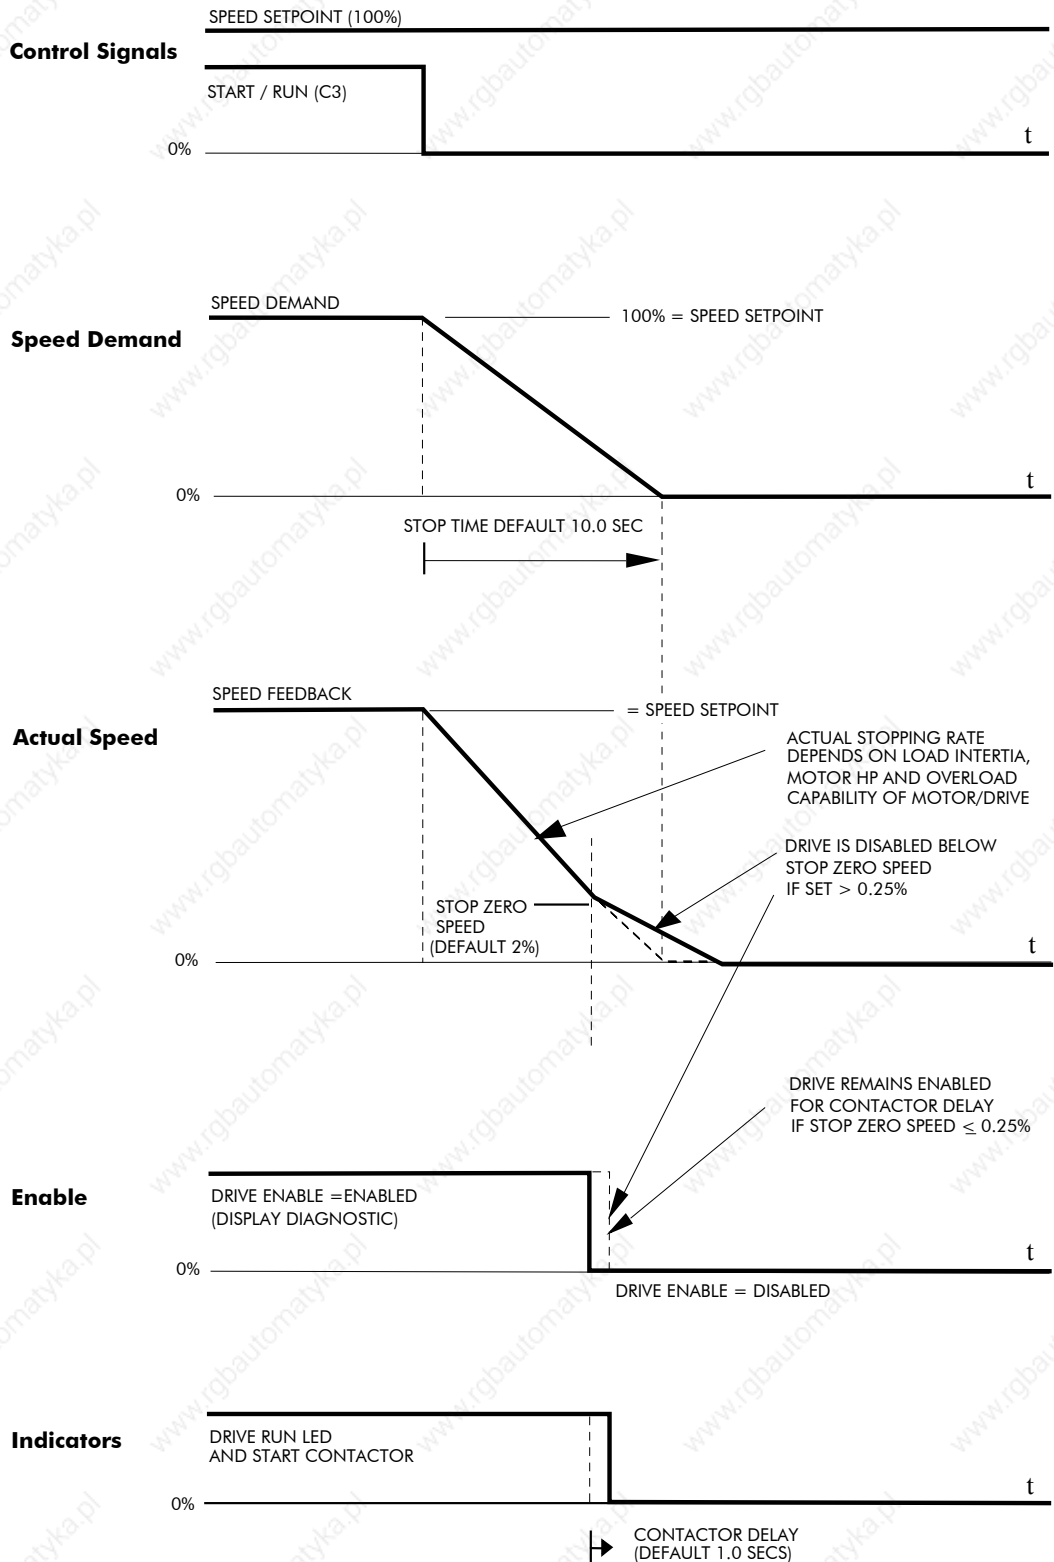 SPEED SETPOINT (100%)
Control Signals
START / RUN (C3)
t
0%
SPEED DEMAND
100% = SPEED SETPOINT
Speed Demand
t
0%
STOP TIME DEFAULT 10.0 SEC
SPEED FEEDBACK
= SPEED SETPOINT
Actual Speed
ACTUAL STOPPING RATE
DEPENDS ON LOAD INTERTIA,
MOTOR HP AND OVERLOAD
CAPABILITY OF MOTOR/DRIVE
DRIVE IS DISABLED BELOW
STOP ZERO SPEED
IF SET > 0.25%
STOP ZERO
SPEED
(DEFAULT 2%)
t
0%
DRIVE REMAINS ENABLED
FOR CONTACTOR DELAY
IF STOP ZERO SPEED ≤ 0.25%
Enable
DRIVE ENABLE =ENABLED
(DISPLAY DIAGNOSTIC)
t
0%
DRIVE ENABLE = DISABLED
Indicators
DRIVE RUN LED
AND START CONTACTOR
t
0%
CONTACTOR DELAY
(DEFAULT 1.0 SECS)
www.rgbautomatyka.pl